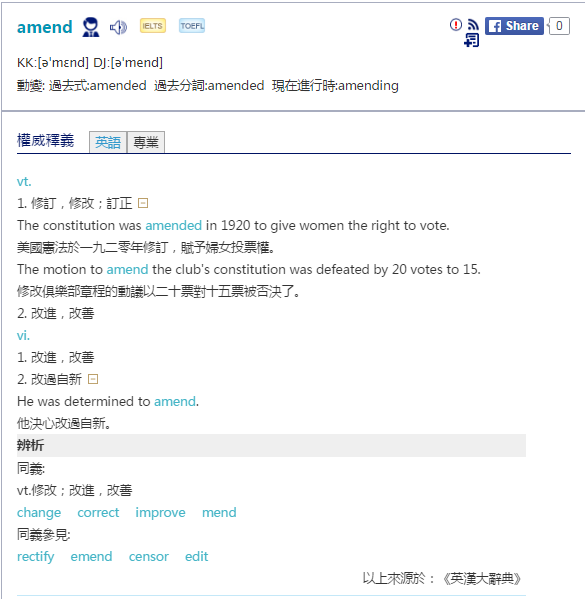 amend IELTS TOEFL Share 0
KK:[əˈmɛnd] DJ:[əˈmend]
動變: 過去式:amended 過去分詞:amended 現在進行時:amending
權威釋義 英語 專業
vt.
1. 修訂，修改；訂正
The constitution was amended in 1920 to give women the right to vote.
美國憲法於一九二零年修訂，賦予婦女投票權。
The motion to amend the club's constitution was defeated by 20 votes to 15.
修改俱樂部章程的動議以二十票對十五票被否決了。
2. 改進，改善
vi.
1. 改進，改善
2. 改過自新
He was determined to amend.
他決心改過自新。
辨析
同義:
vt.修改；改進，改善
change correct improve mend
同義參見:
rectify emend censor edit
以上來源於：《英漢大辭典》